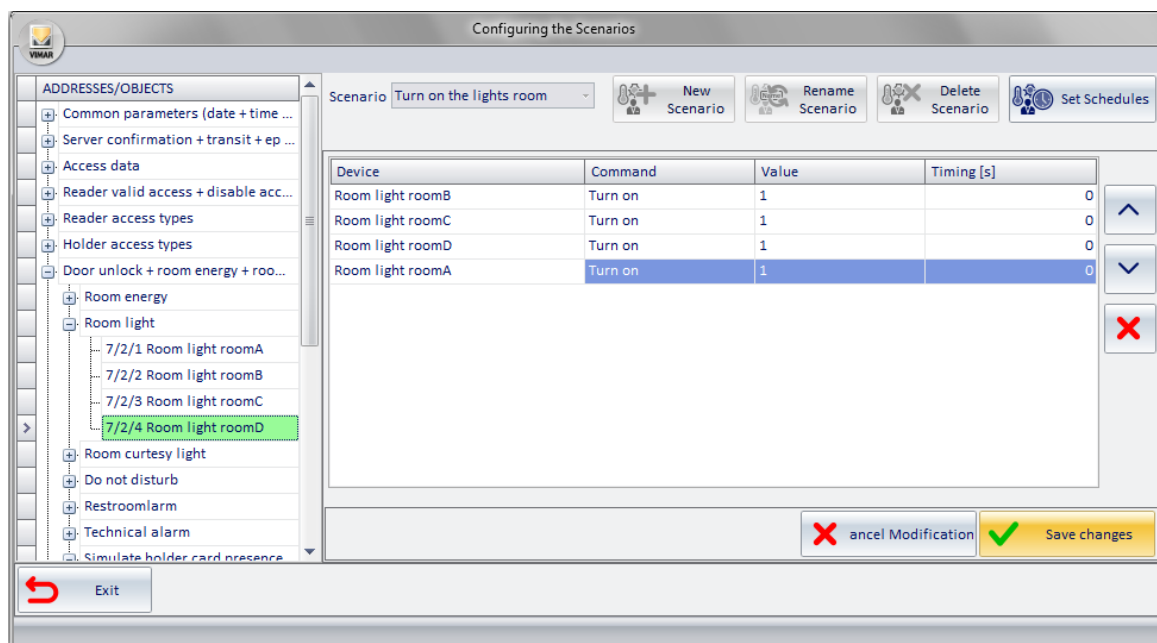 Configuring the Scenarios
VIMAR
ADDRESSES/OBJECTS
Common parameters (date + time ...
Server confirmation + transit + ep ...
Access data
Reader valid access + disable acc...
Reader access types
Holder access types
Door unlock + room energy + roo...
Room energy
Room light
7/2/1 Room light roomA
7/2/2 Room light roomB
7/2/3 Room light roomC
7/2/4 Room light roomD
Room curtesy light
Do not disturb
Restroomlarm
Technical alarm
Simulate holder card presence
Scenario Turn on the lights room
New
Scenario
Rename
Scenario
Delete
Scenario
Set Schedules
Device Command Value Timing [s]
Room light roomB Turn on 1 0
Room light roomC Turn on 1 0
Room light roomD Turn on 1 0
Room light roomA Turn on 1 0
ancel Modification
Save changes
Exit